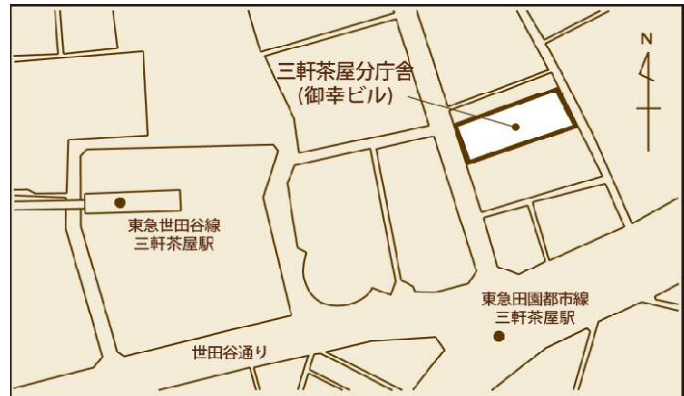 三軒茶屋分庁舎
(御幸ビル)
N
東急世田谷線
三軒茶屋駅
東急田園都市線
三軒茶屋駅
世田谷通り